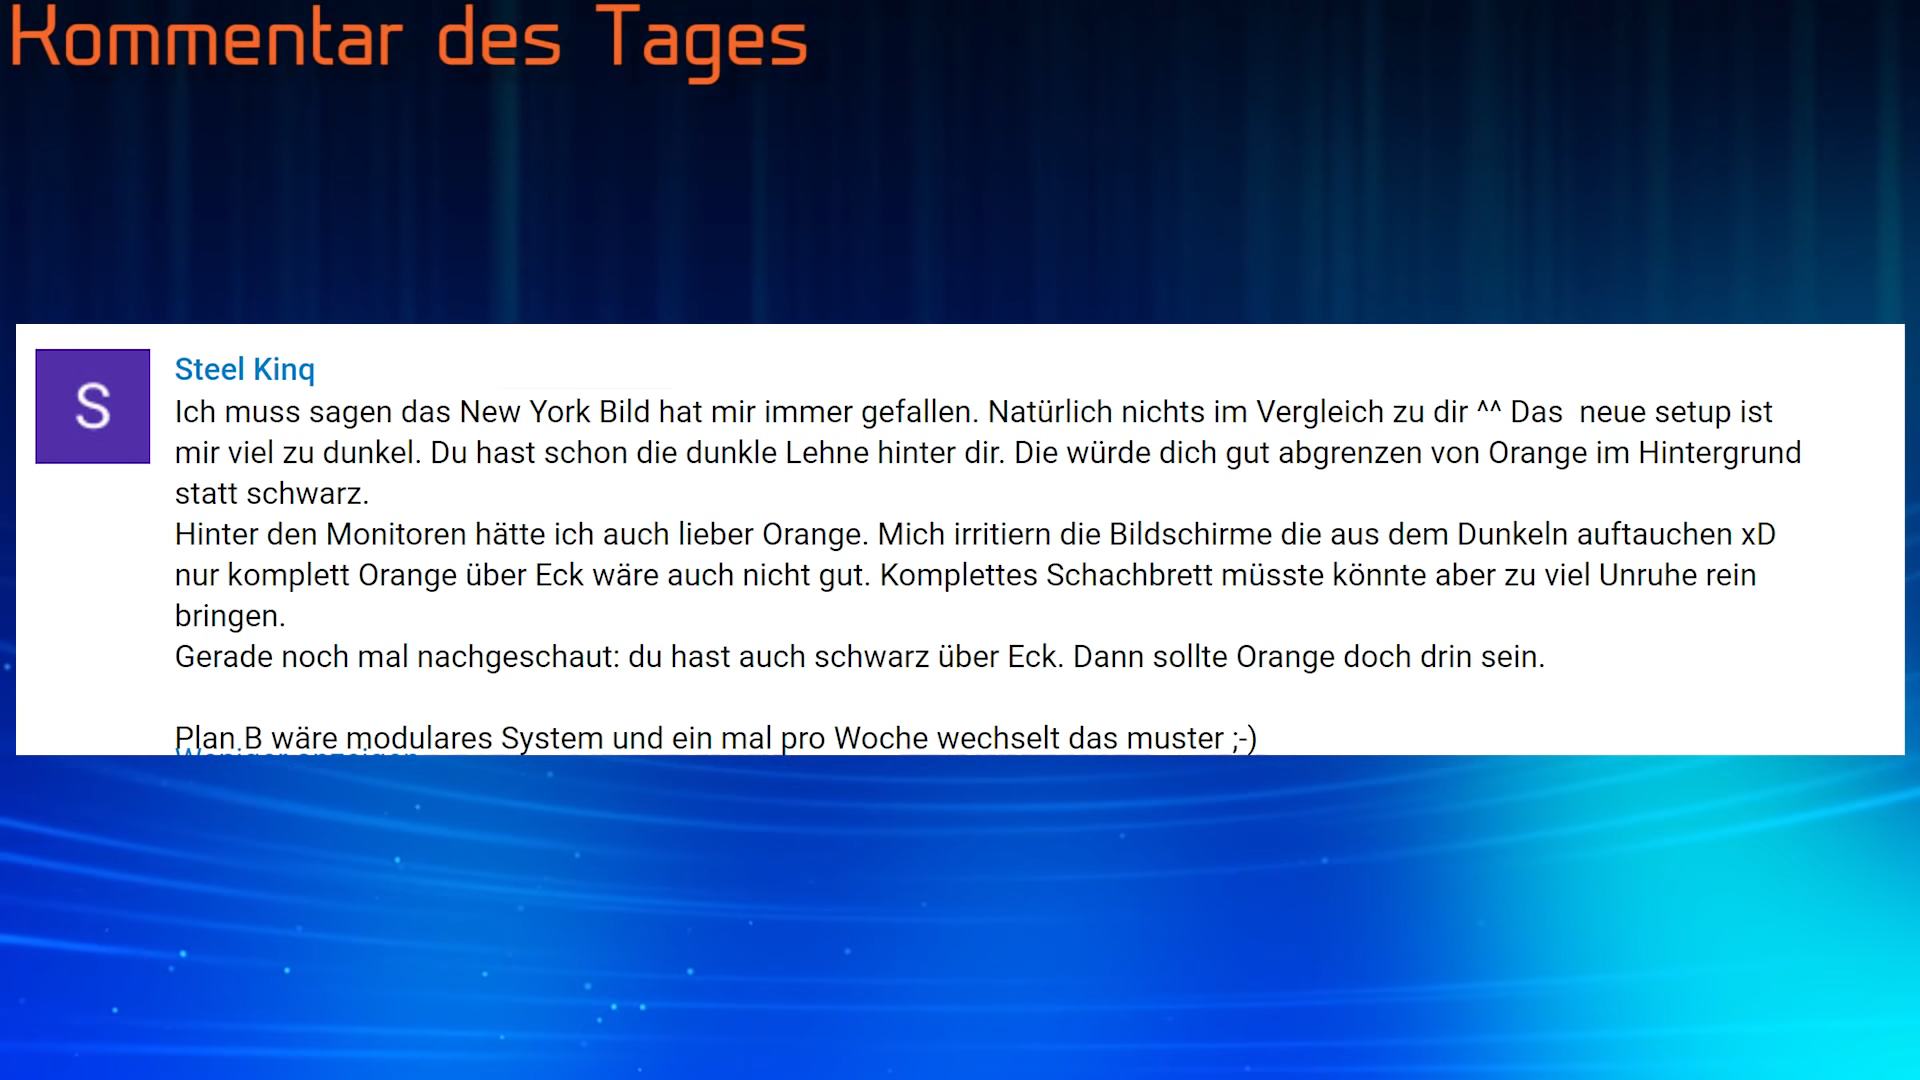 Kommentar des Tages
S
Steel Kinq
Ich muss sagen das New York Bild hat mir immer gefallen. Natürlich nichts im Vergleich zu dir ^^ Das  neue setup ist
mir viel zu dunkel. Du hast schon die dunkle Lehne hinter dir. Die würde dich gut abgrenzen von Orange im Hintergrund
statt schwarz.
Hinter den Monitoren hätte ich auch lieber Orange. Mich irritiern die Bildschirme die aus dem Dunkeln auftauchen xD
nur komplett Orange über Eck wäre auch nicht gut. Komplettes Schachbrett müsste könnte aber zu viel Unruhe rein
bringen.
Gerade noch mal nachgeschaut: du hast auch schwarz über Eck. Dann sollte Orange doch drin sein.
Plan B wäre modulares System und ein mal pro Woche wechselt das muster ;-)
Weniger anzeigen